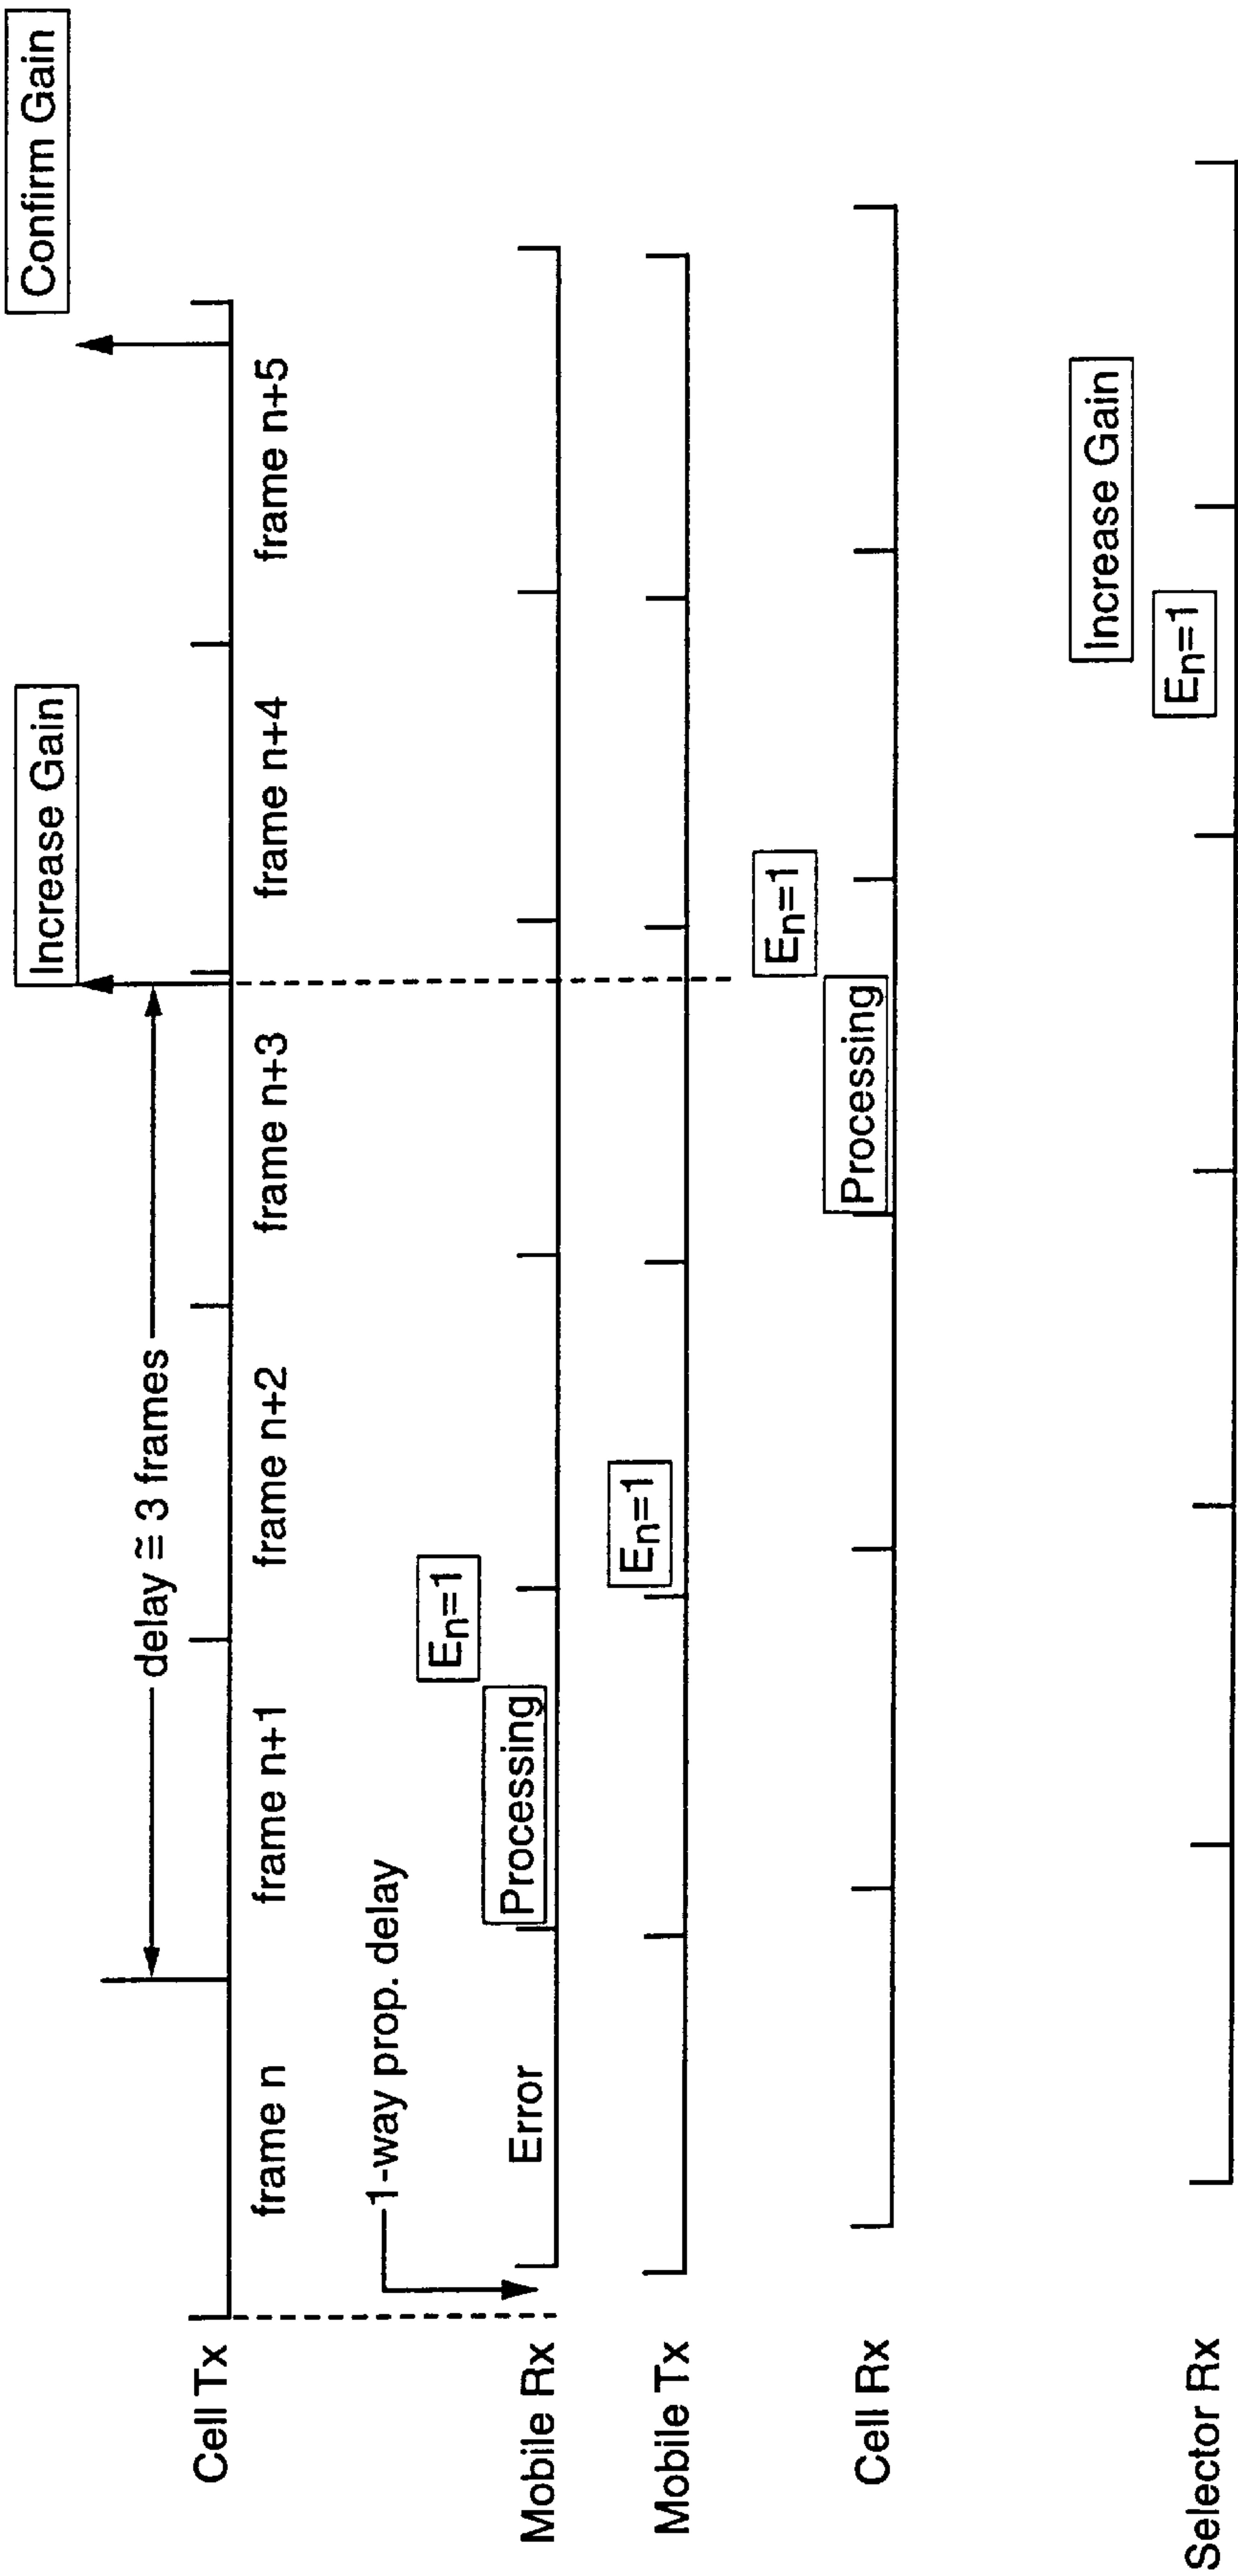 Increase Gain
Confirm Gain
delay ≅ 3 frames
Cell Tx
frame n
frame n+1
frame n+2
frame n+3
frame n+4
frame n+5
1-way prop. delay
En=1
Mobile Rx
Error
Processing
En=1
Mobile Tx
En=1
Cell Rx
Processing
Increase Gain
En=1
Selector Rx